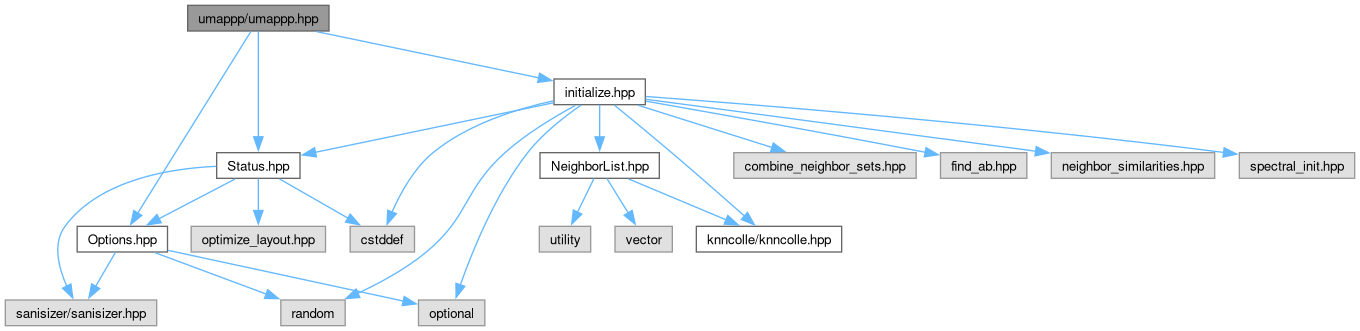 umappp/umappp.hpp
initialize.hpp
Status.hpp
NeighborList.hpp
combine_neighbor_sets.hpp
find_ab.hpp
neighbor_similarities.hpp
spectral_init.hpp
Options.hpp
optimize_layout.hpp
cstddef
utility
vector
knncolle/knncolle.hpp
sanisizer/sanisizer.hpp
random
optional